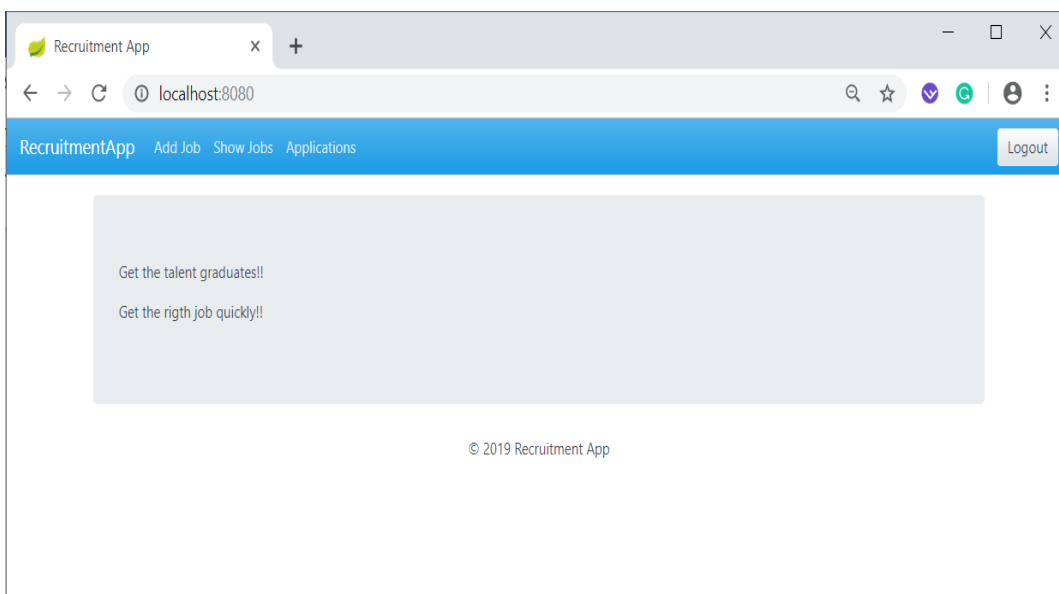 Recruitment App
localhost:8080
RecruitmentApp Add Job Show Jobs Applications Logout
Get the talent graduates!!
Get the rigth job quickly!!
© 2019 Recruitment App